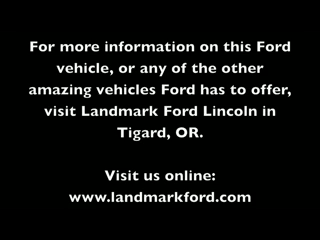 For more information on this Ford
vehicle, or any of the other
amazing vehicles Ford has to offer,
visit Landmark Ford Lincoln in
Tigard, OR.
Visit us online:
www.landmarkford.com